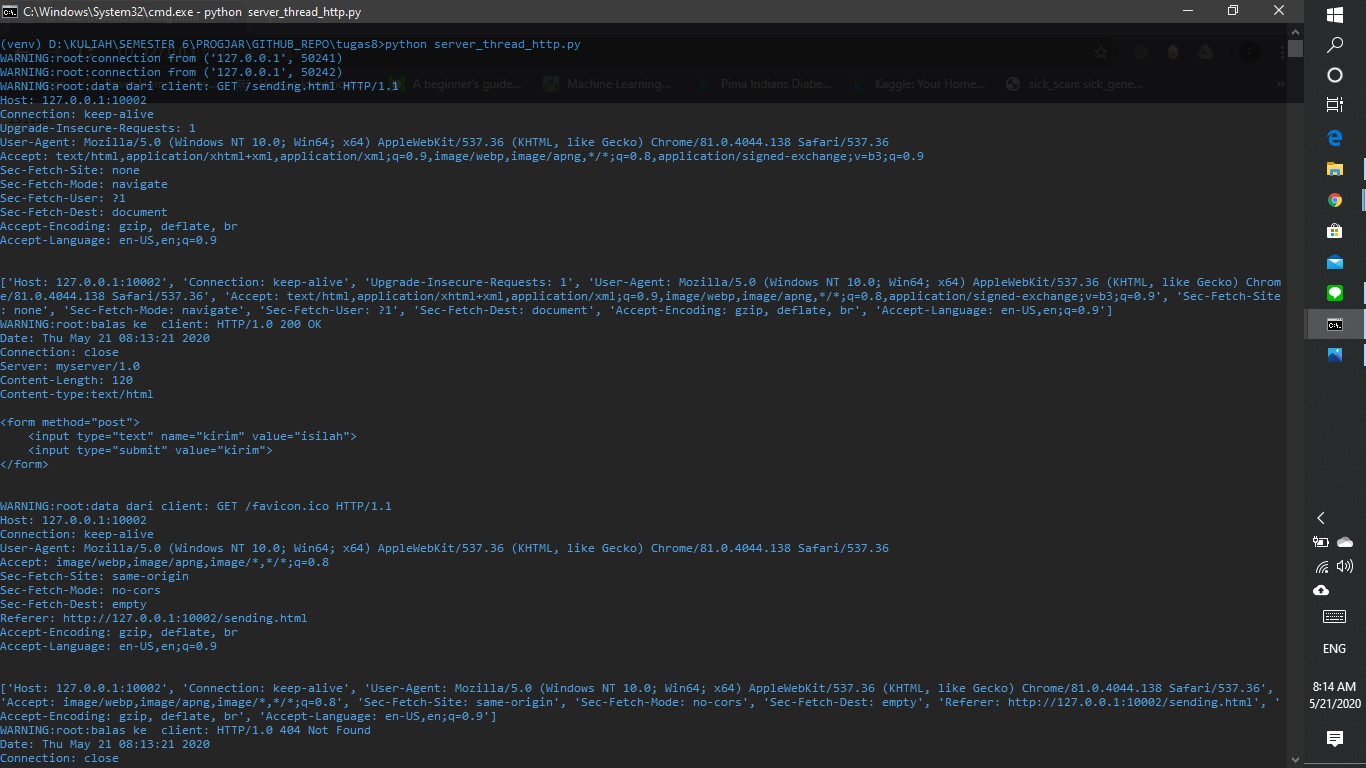 C:\Windows\System32\cmd.exe - python  server_thread_http.py
(venv) D:\KULIAH\SEMESTER 6\PROGJAR\GITHUB_REPO\tugas8>python server_thread_http.py
WARNING:root:connection from ('127.0.0.1', 50241)
WARNING:root:connection from ('127.0.0.1', 50242)
WARNING:root:data dari client: GET /sending.html HTTP/1.1
A beginner's guide... Machine Learning... Pima Indians Diabe... Kaggle: Your Home... sick_scan: sick_gene... »
Host: 127.0.0.1:10002
Connection: keep-alive
Upgrade-Insecure-Requests: 1
User-Agent: Mozilla/5.0 (Windows NT 10.0; Win64; x64) AppleWebKit/537.36 (KHTML, like Gecko) Chrome/81.0.4044.138 Safari/537.36
Accept: text/html,application/xhtml+xml,application/xml;q=0.9,image/webp,image/apng,*/*;q=0.8,application/signed-exchange;v=b3;q=0.9
Sec-Fetch-Site: none
Sec-Fetch-Mode: navigate
Sec-Fetch-User: ?1
Sec-Fetch-Dest: document
Accept-Encoding: gzip, deflate, br
Accept-Language: en-US,en;q=0.9
['Host: 127.0.0.1:10002', 'Connection: keep-alive', 'Upgrade-Insecure-Requests: 1', 'User-Agent: Mozilla/5.0 (Windows NT 10.0; Win64; x64) AppleWebKit/537.36 (KHTML, like Gecko) Chrom
e/81.0.4044.138 Safari/537.36', 'Accept: text/html,application/xhtml+xml,application/xml;q=0.9,image/webp,image/apng,*/*;q=0.8,application/signed-exchange;v=b3;q=0.9', 'Sec-Fetch-Site
: none', 'Sec-Fetch-Mode: navigate', 'Sec-Fetch-User: ?1', 'Sec-Fetch-Dest: document', 'Accept-Encoding: gzip, deflate, br', 'Accept-Language: en-US,en;q=0.9']
WARNING:root:balas ke  client: HTTP/1.0 200 OK
Date: Thu May 21 08:13:21 2020
Connection: close
Server: myserver/1.0
Content-Length: 120
Content-type:text/html
<form method="post">
    <input type="text" name="kirim" value="isilah">
    <input type="submit" value="kirim">
</form>
WARNING:root:data dari client: GET /favicon.ico HTTP/1.1
Host: 127.0.0.1:10002
Connection: keep-alive
User-Agent: Mozilla/5.0 (Windows NT 10.0; Win64; x64) AppleWebKit/537.36 (KHTML, like Gecko) Chrome/81.0.4044.138 Safari/537.36
Accept: image/webp,image/apng,image/*,*/*;q=0.8
Sec-Fetch-Site: same-origin
Sec-Fetch-Mode: no-cors
Sec-Fetch-Dest: empty
Referer: http://127.0.0.1:10002/sending.html
Accept-Encoding: gzip, deflate, br
Accept-Language: en-US,en;q=0.9
['Host: 127.0.0.1:10002', 'Connection: keep-alive', 'User-Agent: Mozilla/5.0 (Windows NT 10.0; Win64; x64) AppleWebKit/537.36 (KHTML, like Gecko) Chrome/81.0.4044.138 Safari/537.36',
'Accept: image/webp,image/apng,image/*,*/*;q=0.8', 'Sec-Fetch-Site: same-origin', 'Sec-Fetch-Mode: no-cors', 'Sec-Fetch-Dest: empty', 'Referer: http://127.0.0.1:10002/sending.html', '
Accept-Encoding: gzip, deflate, br', 'Accept-Language: en-US,en;q=0.9']
WARNING:root:balas ke  client: HTTP/1.0 404 Not Found
Date: Thu May 21 08:13:21 2020
Connection: close
ENG
8:14 AM
5/21/2020